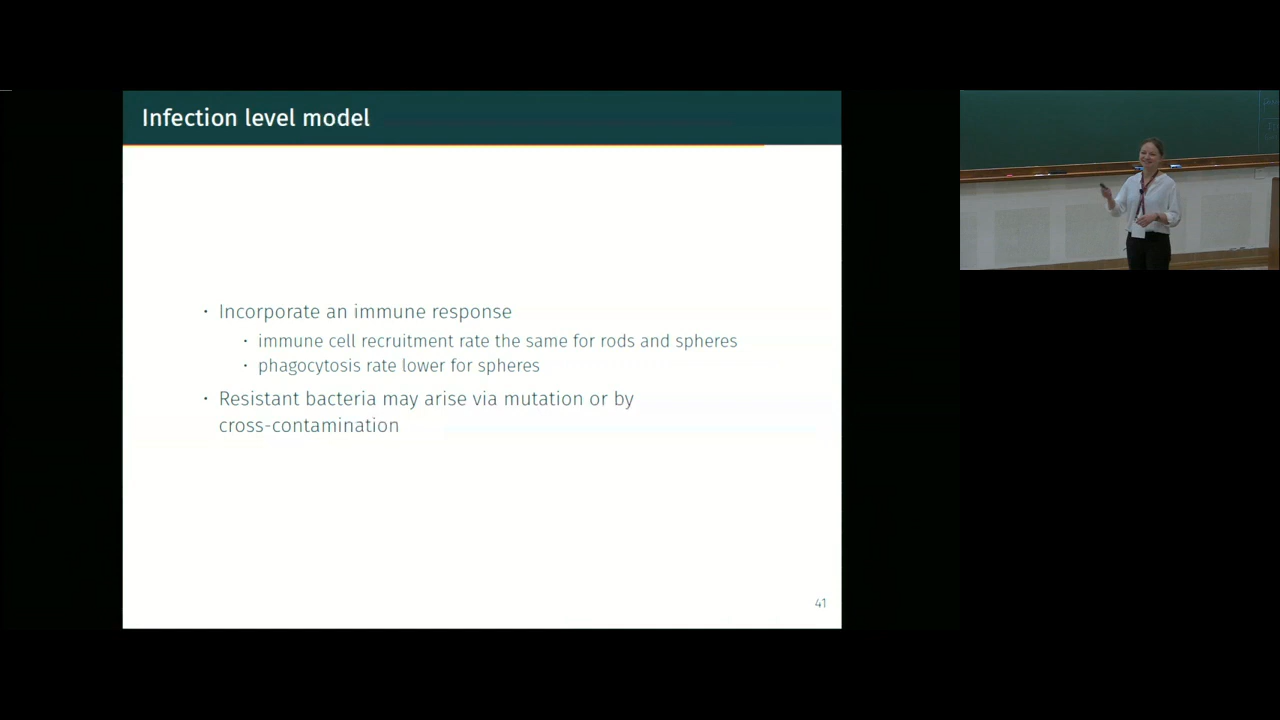 Infection level model
· Incorporate an immune response
· immune cell recruitment rate the same for rods and spheres
· phagocytosis rate lower for spheres
· Resistant bacteria may arise via mutation or by
cross-contamination
41